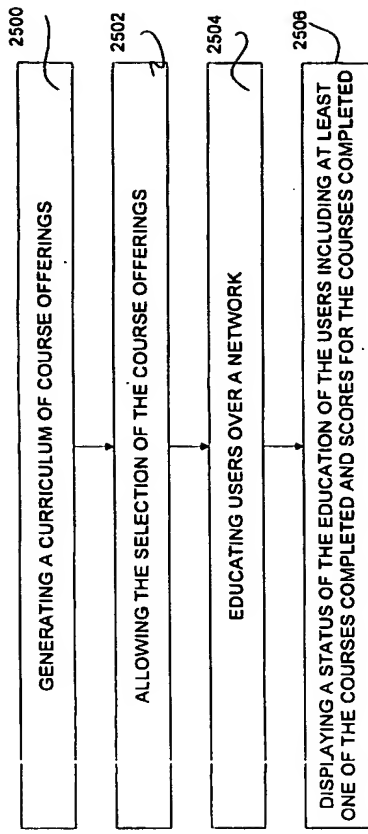 2500
GENERATING A CURRICULUM OF COURSE OFFERINGS
2502
ALLOWING THE SELECTION OF THE COURSE OFFERINGS
2504
EDUCATING USERS OVER A NETWORK
2506
DISPLAYING A STATUS OF THE EDUCATION OF THE USERS INCLUDING AT LEAST
ONE OF THE COURSES COMPLETED AND SCORES FOR THE COURSES COMPLETED